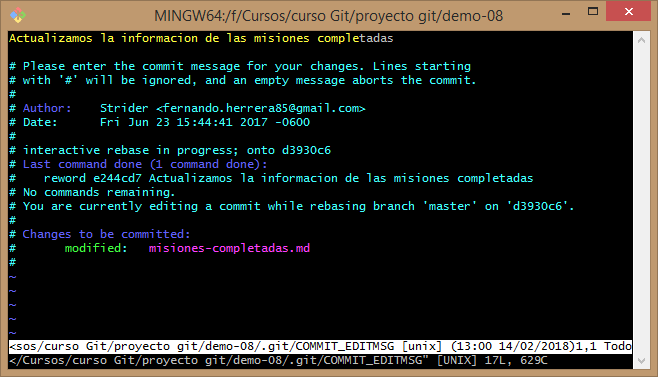 MINGW64:/f/Cursos/curso Git/proyecto git/demo-08
Actualizamos la informacion de las misiones completadas
# Please enter the commit message for your changes. Lines starting
# with '#' will be ignored, and an empty message aborts the commit.
#
# Author:    Strider <fernando.herrera85@gmail.com>
# Date:      Fri Jun 23 15:44:41 2017 -0600
#
# interactive rebase in progress; onto d3930c6
# Last command done (1 command done):
#    reword e244cd7 Actualizamos la informacion de las misiones completadas
# No commands remaining.
# You are currently editing a commit while rebasing branch 'master' on 'd3930c6'.
#
# Changes to be committed:
#       modified:   misiones-completadas.md
#
~
~
~
~
<sos/curso Git/proyecto git/demo-08/.git/COMMIT_EDITMSG [unix] (13:00 14/02/2018)1,1 Todo
</Cursos/curso Git/proyecto git/demo-08/.git/COMMIT_EDITMSG" [UNIX] 17L, 629C